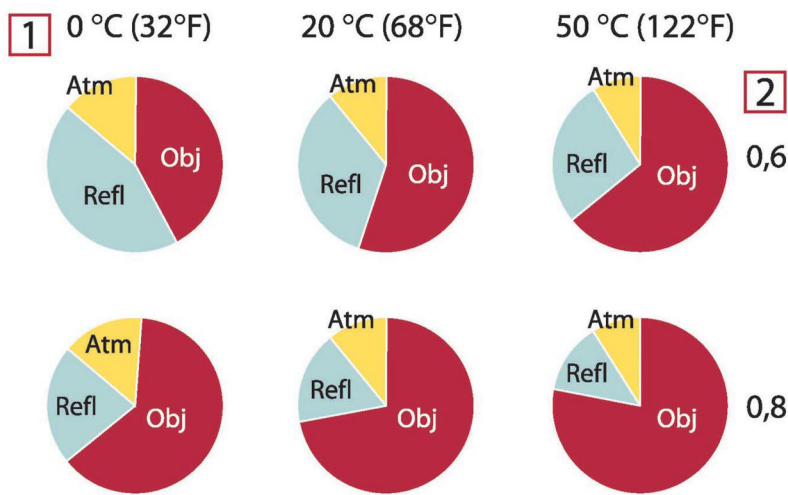 1 0 °C (32°F) 20 °C (68°F) 50 °C (122°F)
2
Atm Atm Atm
Obj Obj Obj
Refl Refl Refl
0,6
Atm Atm Atm
Refl Refl Refl
Obj Obj Obj
0,8